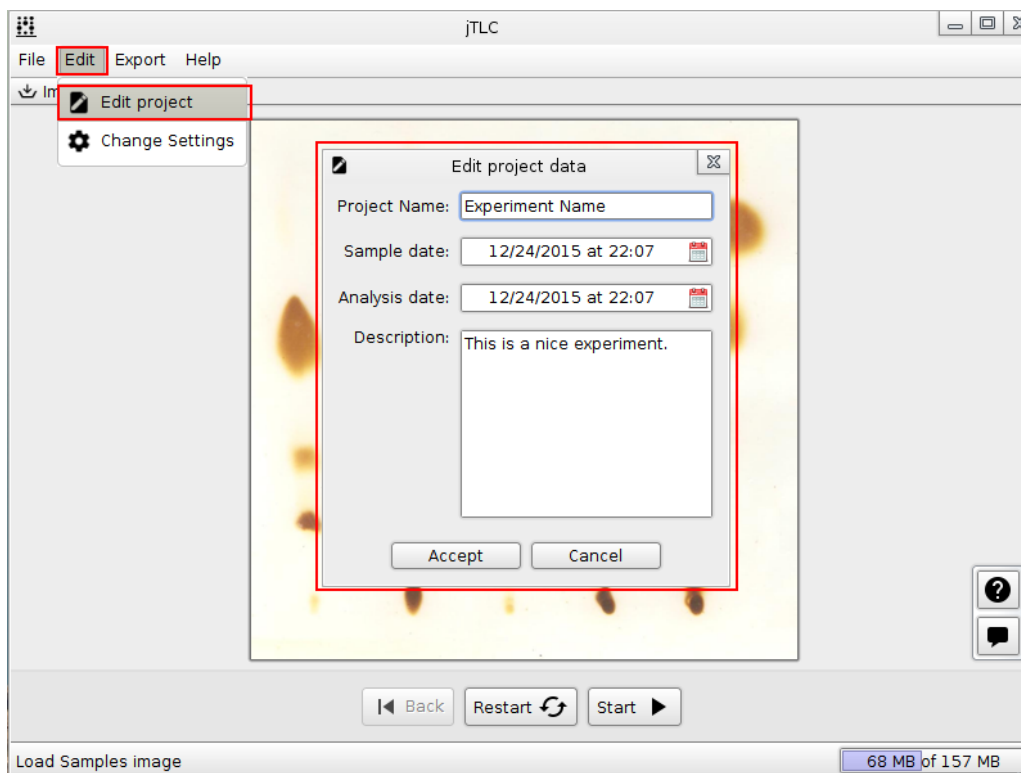 jTLC
File Edit Export Help
Im
Edit project
Change Settings
Edit project data
Project Name: Experiment Name
Sample date: 12/24/2015 at 22:07
Analysis date: 12/24/2015 at 22:07
Description: This is a nice experiment.
Accept Cancel
?
Back Restart Start
Load Samples image 68 MB of 157 MB